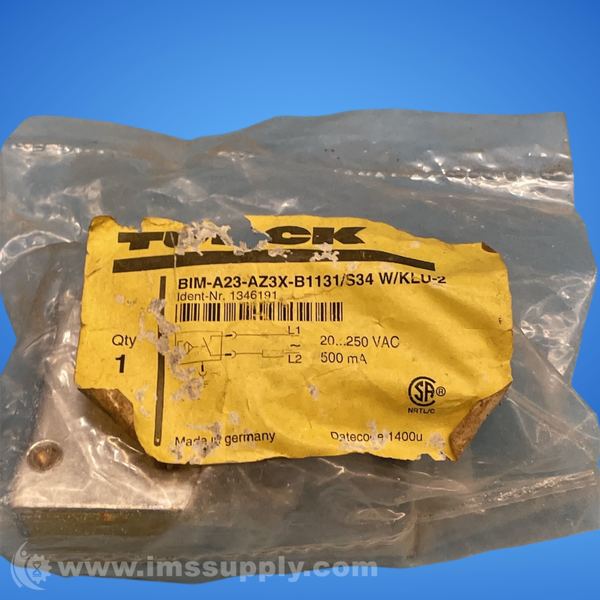 TURCK
BIM-A23-AZ3X-B1131/S34 W/KLU-2
Ident-Nr. 1346191
Qty
1
L1
~
L2
20...250 VAC
500 mA
SA®
NRTL/C
Made in germany
Datecode 1400u
www.imssupply.com